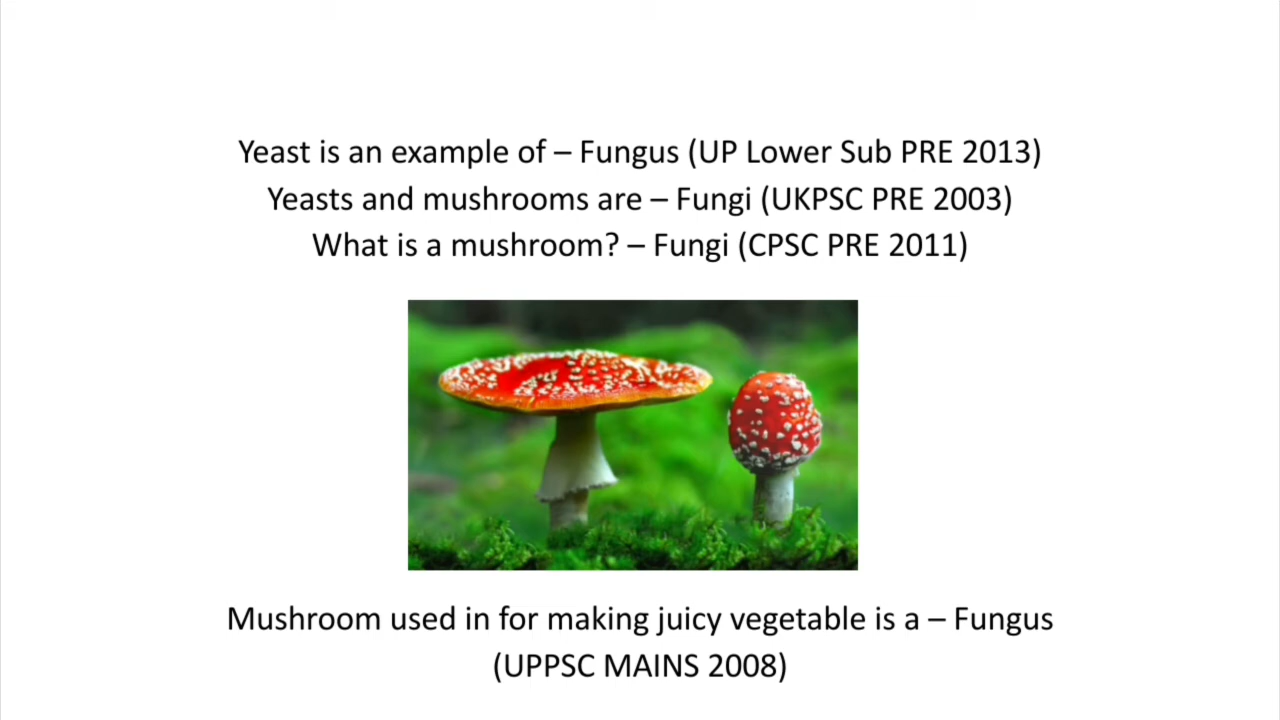 Yeast is an example of – Fungus (UP Lower Sub PRE 2013)
Yeasts and mushrooms are – Fungi (UKPSC PRE 2003)
What is a mushroom? – Fungi (CPSC PRE 2011)
Mushroom used in for making juicy vegetable is a – Fungus
(UPPSC MAINS 2008)